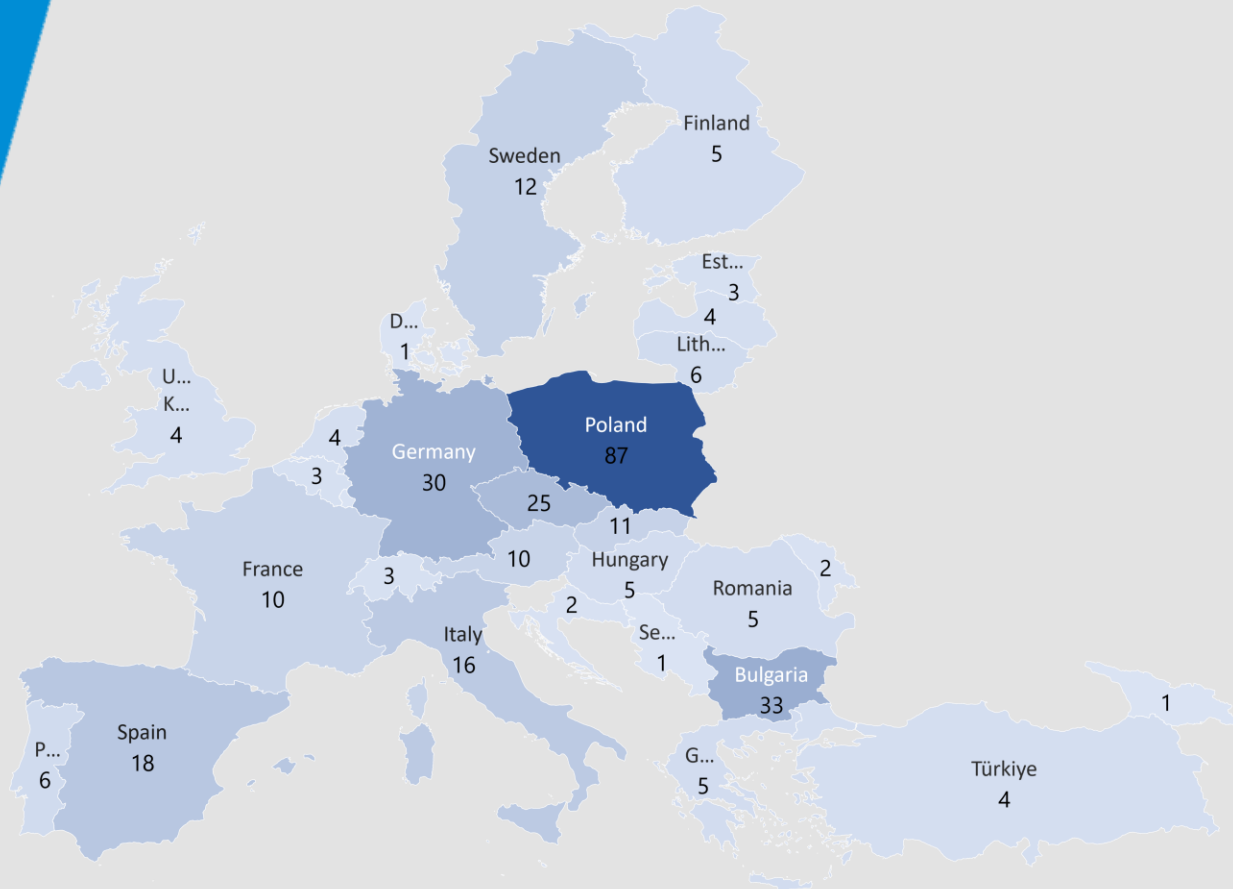 Finland
5
Sweden
12
Est...
3
4
Lith...
6
D...
1
U...
K...
4
4
3
Germany
30
Poland
87
25
11
10
Hungary
5
France
10
3
2
Romania
5
2
Se...
1
Italy
16
Bulgaria
33
1
Spain
18
P...
6
G...
5
Türkiye
4